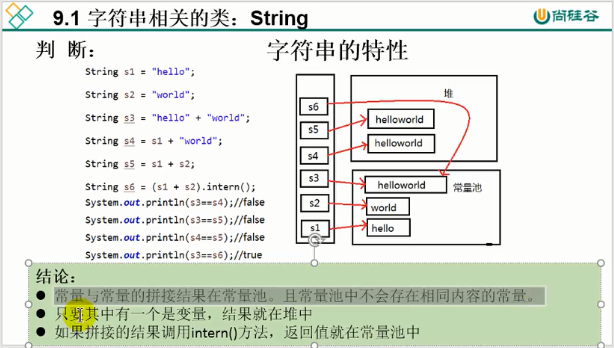 9.1 字符串相关的类：String
尚硅谷
判 断：
字符串的特性
String s1 = "hello";
String s2 = "world";
String s3 = "hello" + "world";
String s4 = s1 + "world";
String s5 = s1 + s2;
String s6 = (s1 + s2).intern();
System.out.println(s3==s4);//false
System.out.println(s3==s5);//false
System.out.println(s4==s5);//false
System.out.println(s3==s6);//true
s6
s5
s4
s3
s2
s1
堆
helloworld
helloworld
helloworld
常量池
world
hello
结论：
● 常量与常量的拼接结果在常量池。且常量池中不会存在相同内容的常量。
● 只要其中有一个是变量，结果就在堆中
● 如果拼接的结果调用intern()方法，返回值就在常量池中